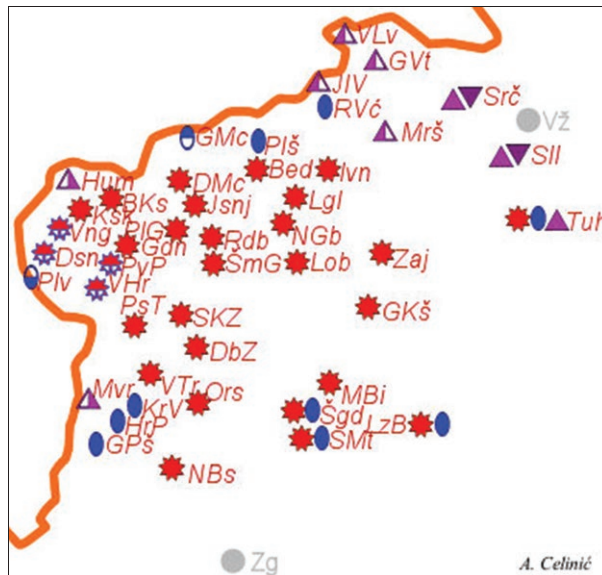 VLv
GVt
JIV
Srč
RVć
Vž
Mrš
GMc
Plš
Sll
Bed
Ivn
Hum
DMc
BKs
Jsnj
Lgl
Ksk
Tuh
Vng
PlG
NGb
Rdb
Gdn
Dsn
Zaj
PvP
ŠmG
Lob
Plv
VHr
PsT
SKZ
GKš
DbZ
VTr
MBi
Mvr
Ors
KrV
Šgd
HrP
LzB
SMt
GPš
NBs
Zg
A. Celinić